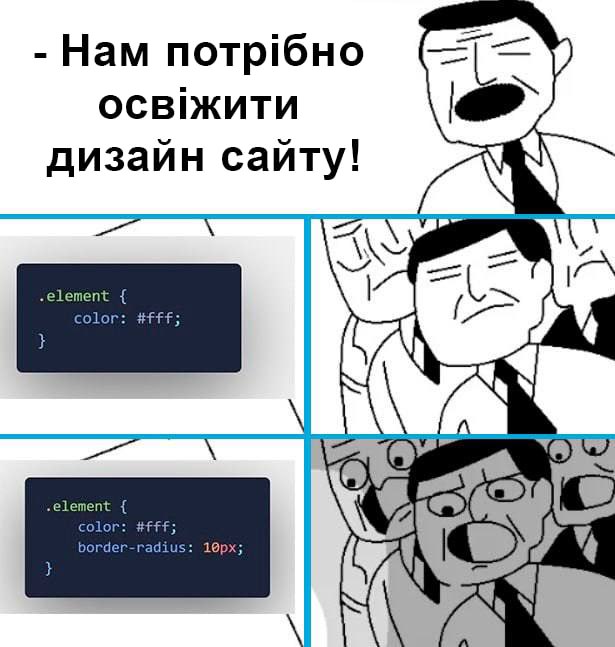 - Нам потрібно
освіжити
дизайн сайту!
.element {
color: #fff;
}
.element {
color: #fff;
border-radius: 10px;
}